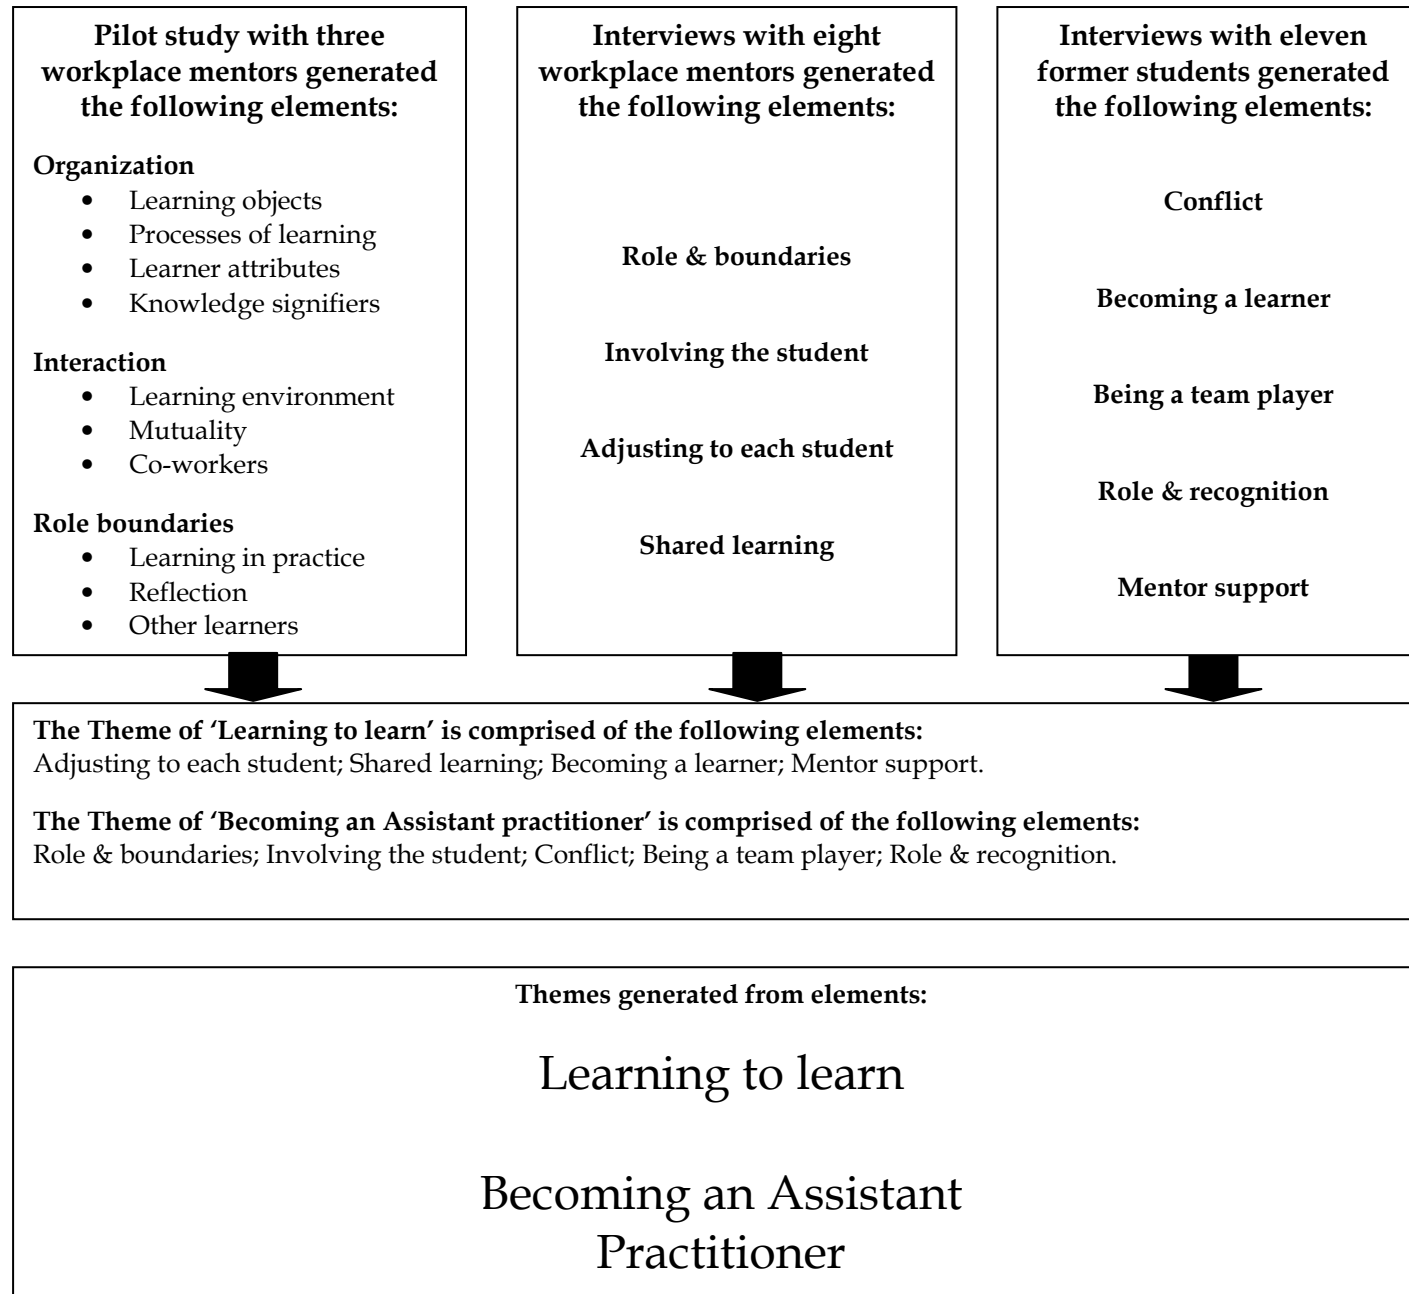 Pilot study with three
workplace mentors generated
the following elements:
Organization
• Learning objects
• Processes of learning
• Learner attributes
• Knowledge signifiers
Interaction
• Learning environment
• Mutuality
• Co-workers
Role boundaries
• Learning in practice
• Reflection
• Other learners
Interviews with eight
workplace mentors generated
the following elements:
Role & boundaries
Involving the student
Adjusting to each student
Shared learning
Interviews with eleven
former students generated
the following elements:
Conflict
Becoming a learner
Being a team player
Role & recognition
Mentor support
The Theme of ‘Learning to learn’ is comprised of the following elements:
Adjusting to each student; Shared learning; Becoming a learner; Mentor support.
The Theme of ‘Becoming an Assistant practitioner’ is comprised of the following elements:
Role & boundaries; Involving the student; Conflict; Being a team player; Role & recognition.
Themes generated from elements:
Learning to learn
Becoming an Assistant
Practitioner